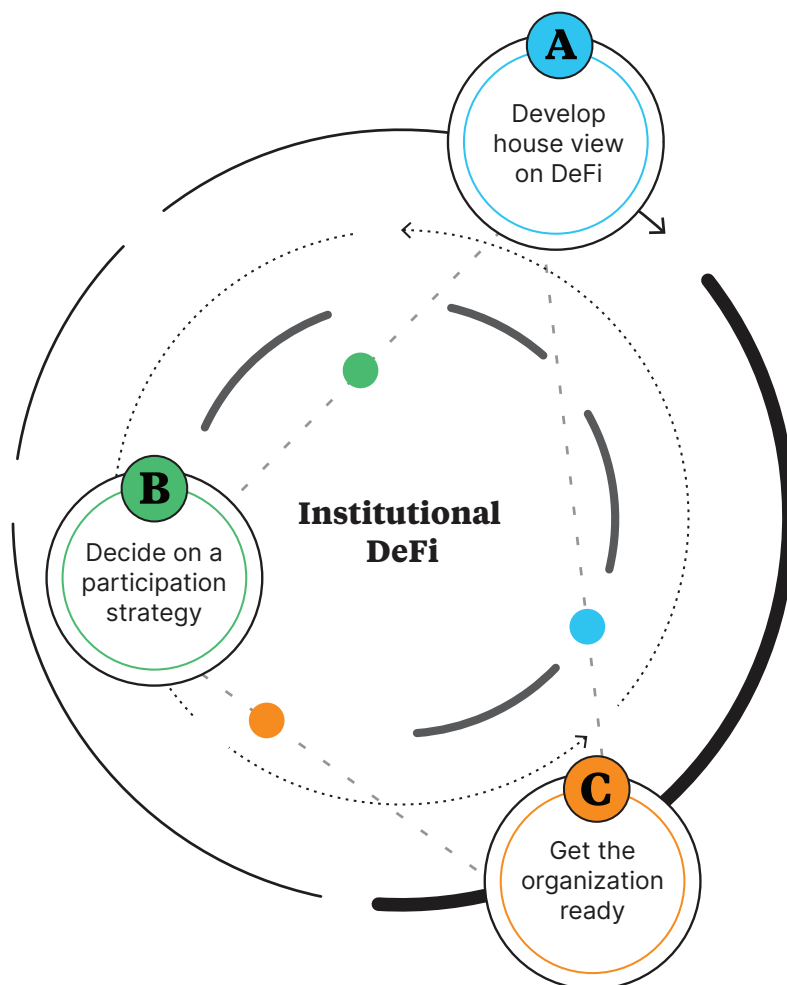 A
Develop
house view
on DeFi
B
Decide on a
participation
strategy
Institutional
DeFi
C
Get the
organization
ready